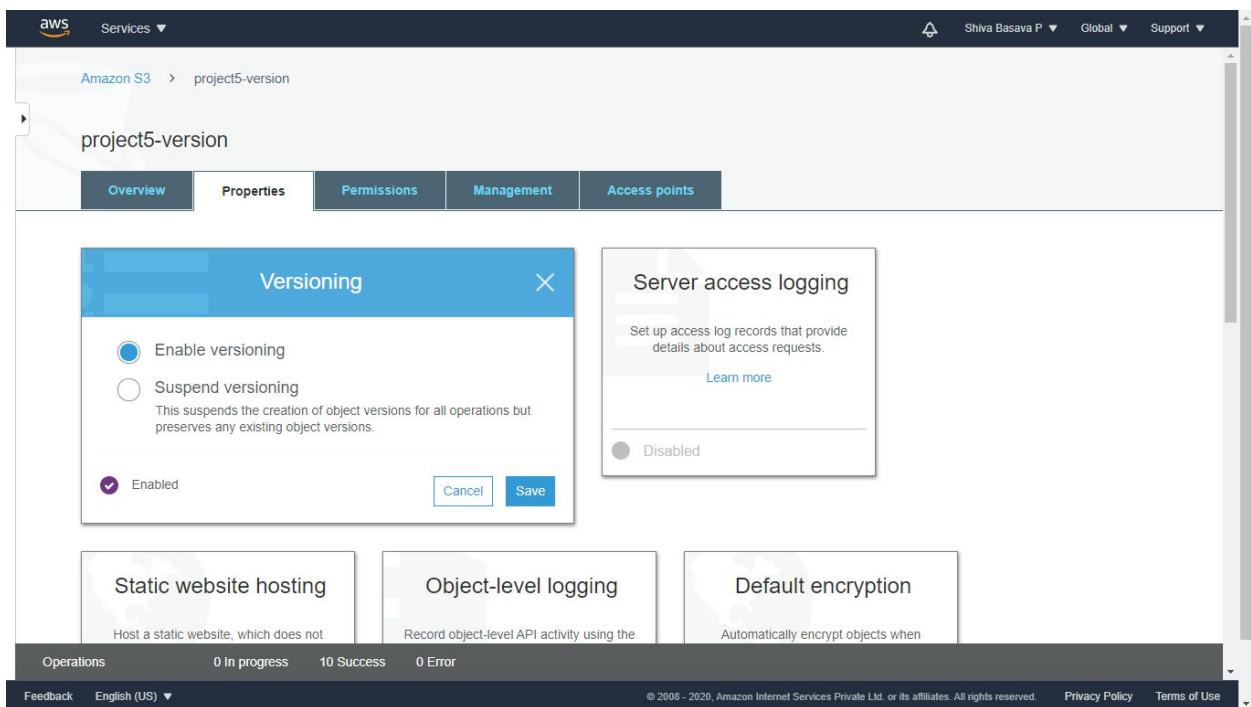 aws Services ▼ Shiva Basava P ▼ Global ▼ Support ▼
Amazon S3 > project5-version
project5-version
Overview Properties Permissions Management Access points
Versioning
Enable versioning
Suspend versioning
This suspends the creation of object versions for all operations but
preserves any existing object versions.
Enabled
Cancel Save
Server access logging
Set up access log records that provide
details about access requests.
Learn more
Disabled
Static website hosting
Host a static website, which does not
Object-level logging
Record object-level API activity using the
Default encryption
Automatically encrypt objects when
Operations 0 In progress 10 Success 0 Error
Feedback English (US) ▼ © 2008 - 2020, Amazon Internet Services Private Ltd. or its affiliates. All rights reserved. Privacy Policy Terms of Use